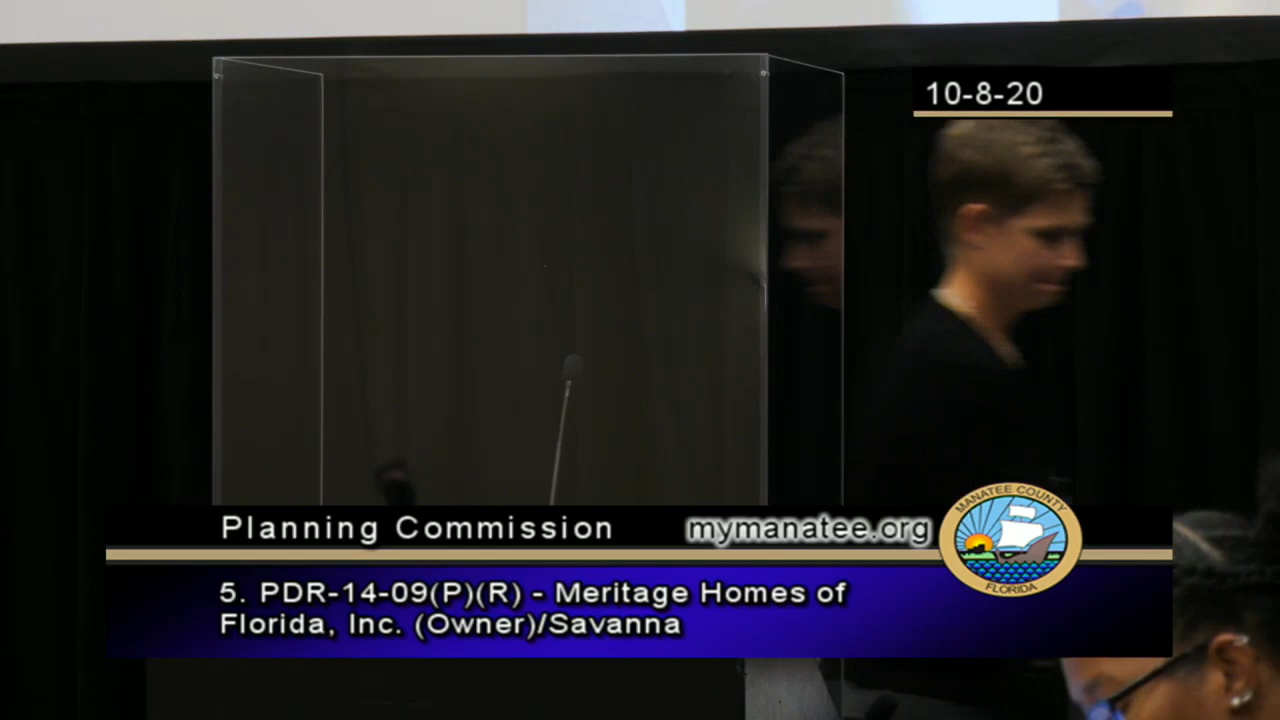 10-8-20
Planning Commission
mymanatee.org
MANATEE COUNTY
FLORIDA
5. PDR-14-09(P)(R) - Meritage Homes of
Florida, Inc. (Owner)/Savanna